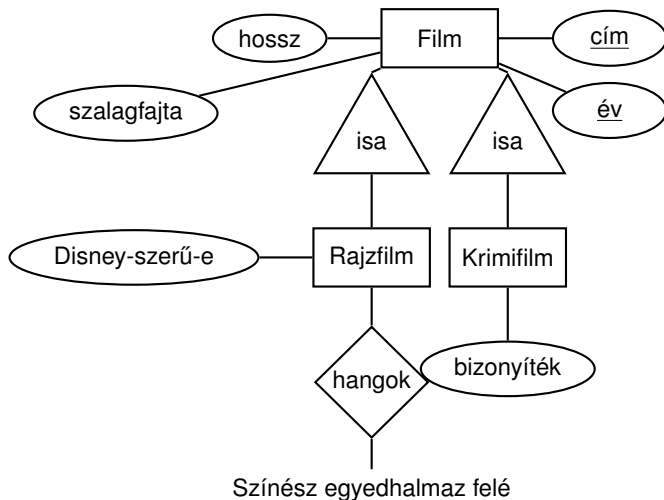 hossz
Film
cím
szalagfajta
év
isa
isa
Disney-szerű-e
Rajzfilm
Krimifilm
hangok
bizonyíték
Színész egyedhalmaz felé